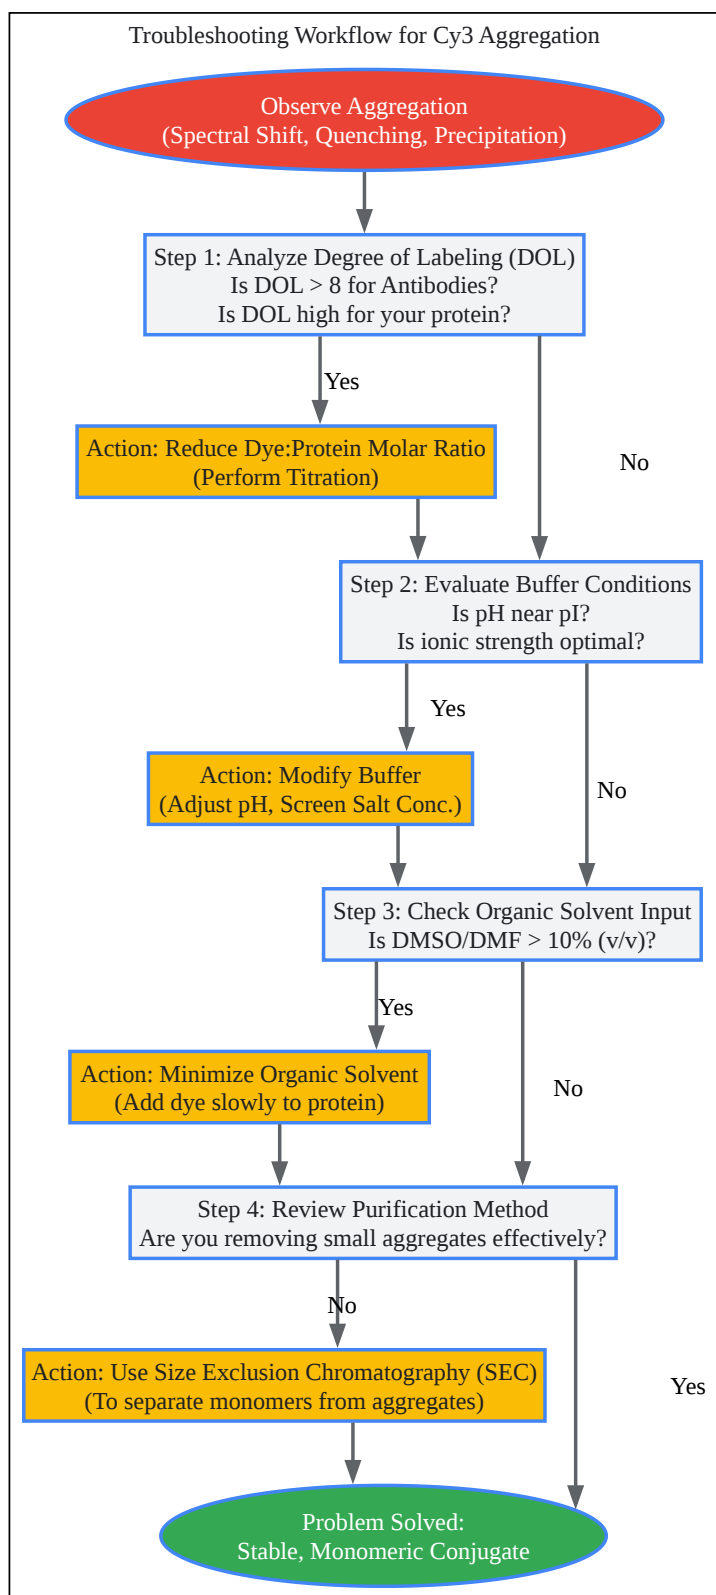 Troubleshooting Workflow for Cy3 Aggregation
Observe Aggregation
(Spectral Shift, Quenching, Precipitation)
Step 1: Analyze Degree of Labeling (DOL)
Is DOL > 8 for Antibodies?
Is DOL high for your protein?
Yes
Action: Reduce Dye:Protein Molar Ratio
(Perform Titration)
No
Step 2: Evaluate Buffer Conditions
Is pH near pI?
Is ionic strength optimal?
Yes
Action: Modify Buffer
(Adjust pH, Screen Salt Conc.)
No
Step 3: Check Organic Solvent Input
Is DMSO/DMF > 10% (v/v)?
Yes
Action: Minimize Organic Solvent
(Add dye slowly to protein)
No
Step 4: Review Purification Method
Are you removing small aggregates effectively?
No
Action: Use Size Exclusion Chromatography (SEC)
(To separate monomers from aggregates)
Yes
Problem Solved:
Stable, Monomeric Conjugate